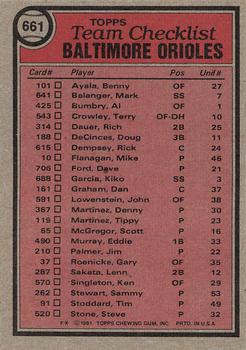 661
TOPPS
Team Checklist
BALTIMORE ORIOLES
Card# Player Pos Unif#
101 Ayala, Benny OF 27
641 Balanger, Mark SS 7
425 Bumbry, Al OF 1
543 Crowley, Terry OF-DH 10
314 Dauer, Rich 2B 25
188 DeCinces, Doug 3B 11
615 Dempsey, Rick C 24
10 Flanagan, Mike P 46
706 Ford, Dave P 21
688 Garcia, Kiko SS 3
161 Graham, Dan C
591 Lowenstein, John OF 38
387 Martinez, Denny P 30
119 Martinez, Tippy P 23
65 McGregor, Scott P 16
490 Murray, Eddie 1B 33
210 Palmer, Jim P 22
37 Roenicke, Gary OF 35
287 Sakata, Lenn 2B 12
570 Singleton, Ken OF 29
262 Stewart, Sammy P 53
91 Stoddard, Tim P 49
520 Stone, Steve P 32
F★ © 1981 TOPPS CHEWING GUM, INC. PRTD. IN U.S.A.